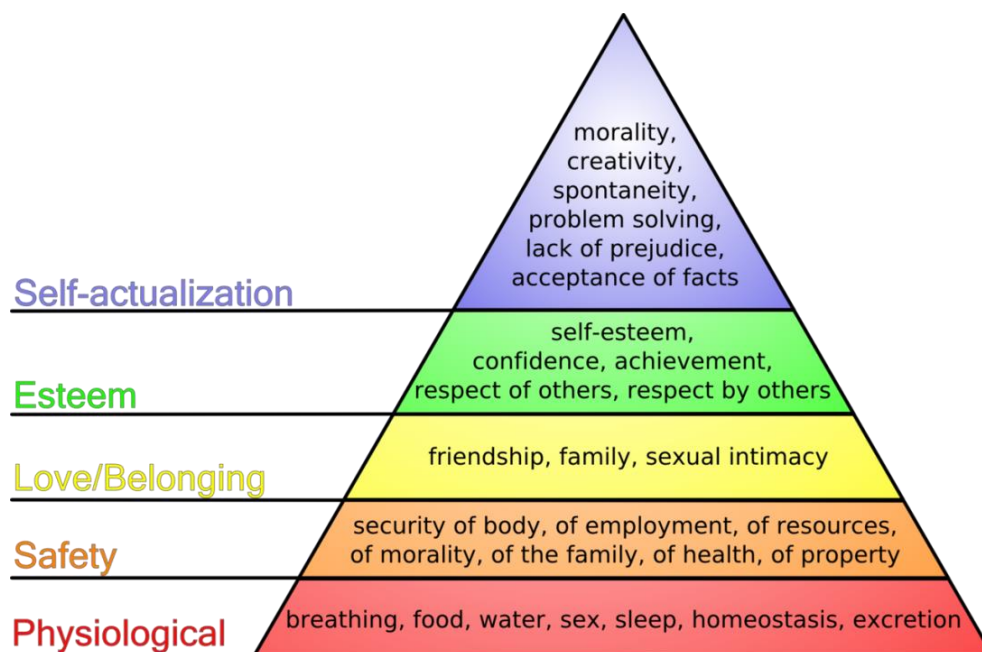 morality,
creativity,
spontaneity,
problem solving,
lack of prejudice,
acceptance of facts
Self-actualization
self-esteem,
confidence, achievement,
respect of others, respect by others
Esteem
friendship, family, sexual intimacy
Love/Belonging
security of body, of employment, of resources,
of morality, of the family, of health, of property
Safety
breathing, food, water, sex, sleep, homeostasis, excretion
Physiological